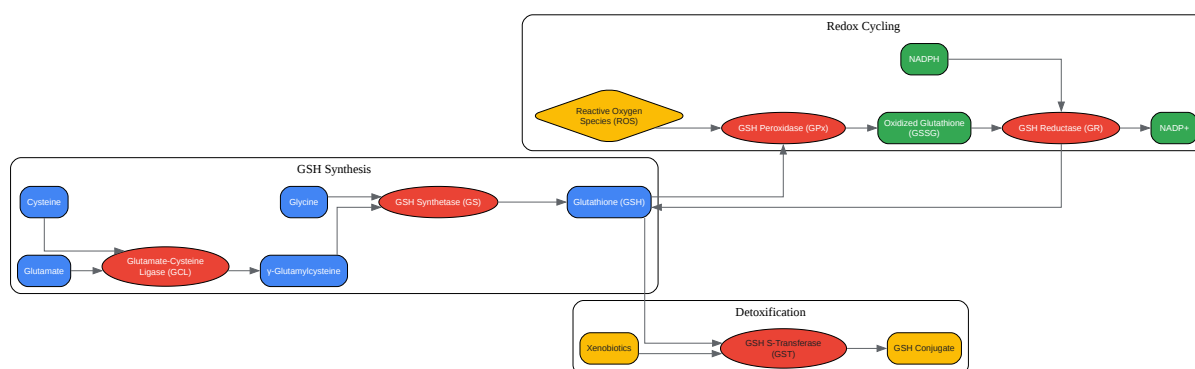 Redox Cycling
NADPH
Reactive Oxygen
Species (ROS)
GSH Peroxidase (GPx)
Oxidized Glutathione
(GSSG)
GSH Reductase (GR)
NADP+
GSH Synthesis
Cysteine
Glycine
GSH Synthetase (GS)
Glutathione (GSH)
Glutamate
Glutamate-Cysteine
Ligase (GCL)
γ-Glutamylcysteine
Detoxification
Xenobiotics
GSH S-Transferase
(GST)
GSH Conjugate